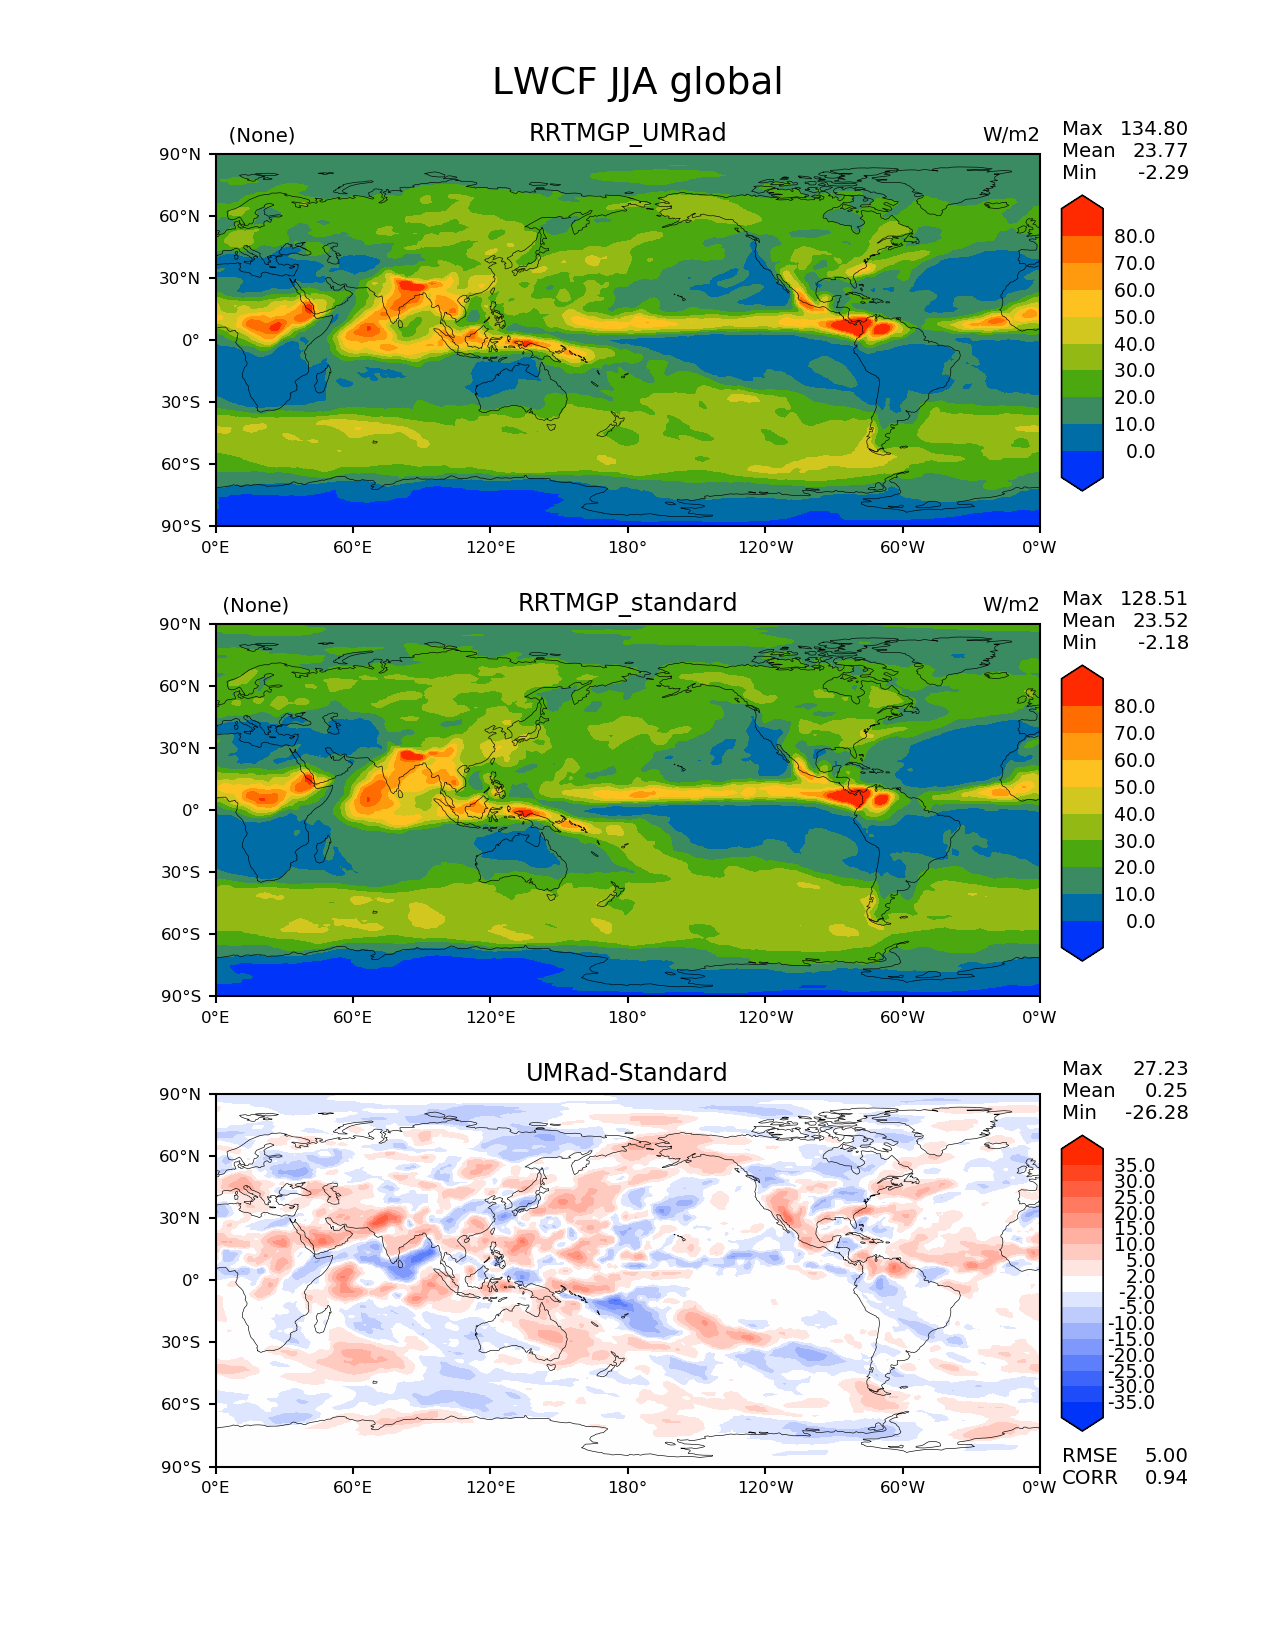 LWCF JJA global
(None) RRTMGP_UMRad W/m2
Max 134.80
Mean 23.77
Min -2.29
90°N
60°N
30°N
0°
30°S
60°S
90°S
0°E 60°E 120°E 180° 120°W 60°W 0°W
80.0
70.0
60.0
50.0
40.0
30.0
20.0
10.0
0.0
(None) RRTMGP_standard W/m2
Max 128.51
Mean 23.52
Min -2.18
90°N
60°N
30°N
0°
30°S
60°S
90°S
0°E 60°E 120°E 180° 120°W 60°W 0°W
80.0
70.0
60.0
50.0
40.0
30.0
20.0
10.0
0.0
UMRad-Standard
Max 27.23
Mean 0.25
Min -26.28
90°N
60°N
30°N
0°
30°S
60°S
90°S
0°E 60°E 120°E 180° 120°W 60°W 0°W
35.0
30.0
25.0
20.0
15.0
10.0
5.0
2.0
-2.0
-5.0
-10.0
-15.0
-20.0
-25.0
-30.0
-35.0
RMSE 5.00
CORR 0.94